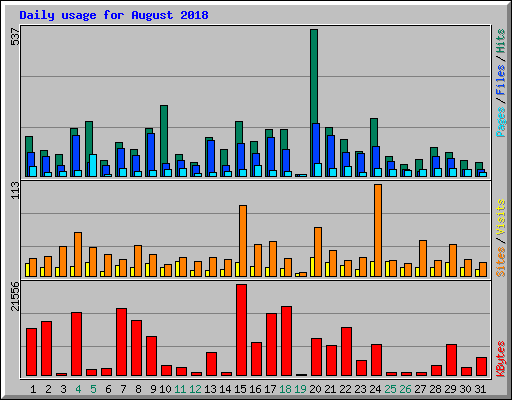 Daily usage for August 2018
537
Pages / Files / Hits
113
Sites / Visits
21556
KBytes
1 2 3 4 5 6 7 8 9 10 11 12 13 14 15 16 17 18 19 20 21 22 23 24 25 26 27 28 29 30 31